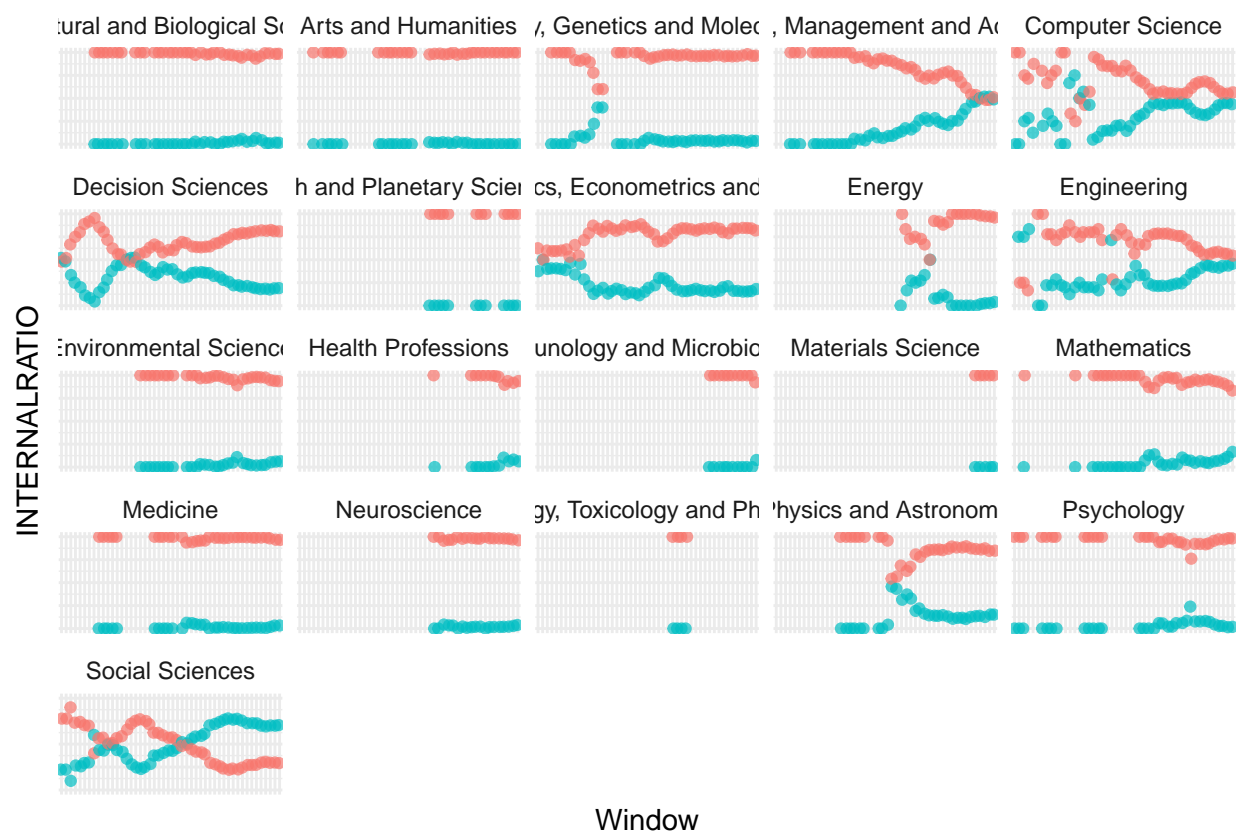 tural and Biological Sc
Arts and Humanities
y, Genetics and Molec
, Management and Ac
Computer Science
Decision Sciences
h and Planetary Scien
cs, Econometrics and
Energy
Engineering
Environmental Science
Health Professions
unology and Microbio
Materials Science
Mathematics
Medicine
Neuroscience
gy, Toxicology and Ph
Physics and Astronom
Psychology
Social Sciences
INTERNALRATIO
Window